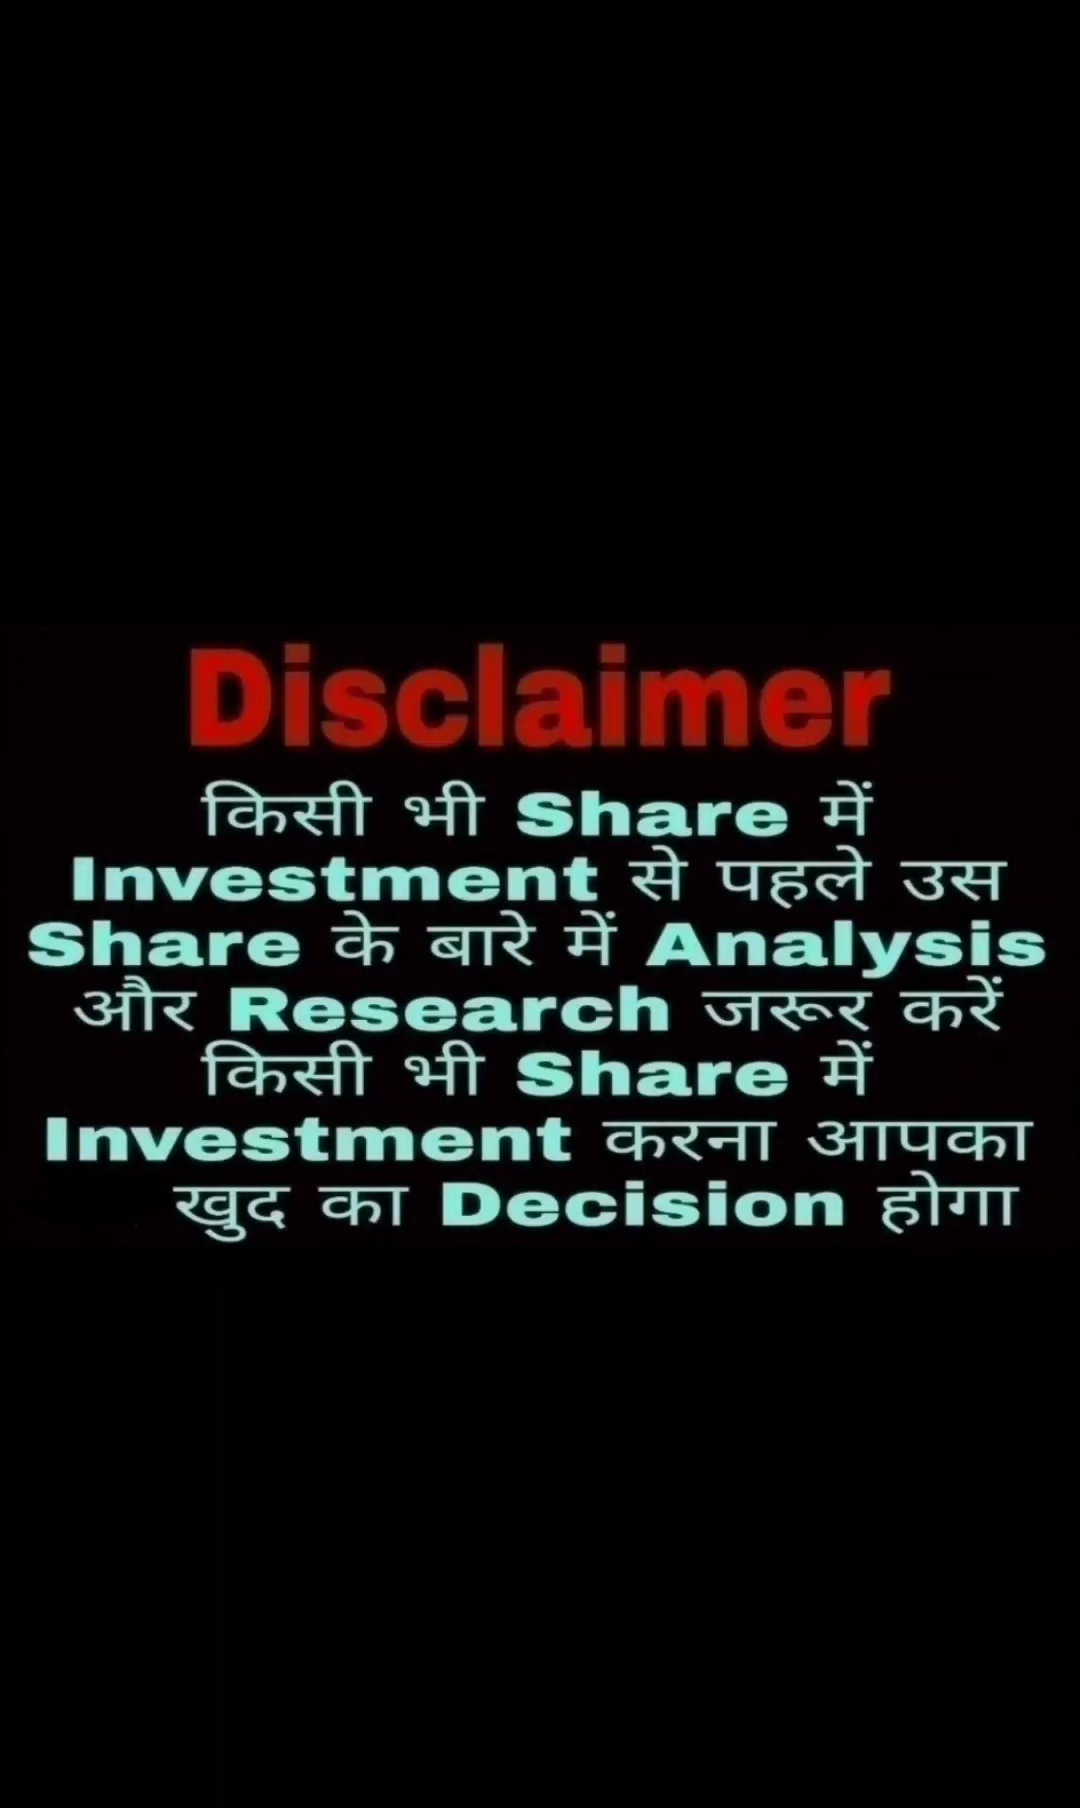 Disclaimer
किसी भी Share में
Investment से पहले उस
Share के बारे में Analysis
और Research जरूर करें
किसी भी Share में
Investment करना आपका
खुद का Decision होगा